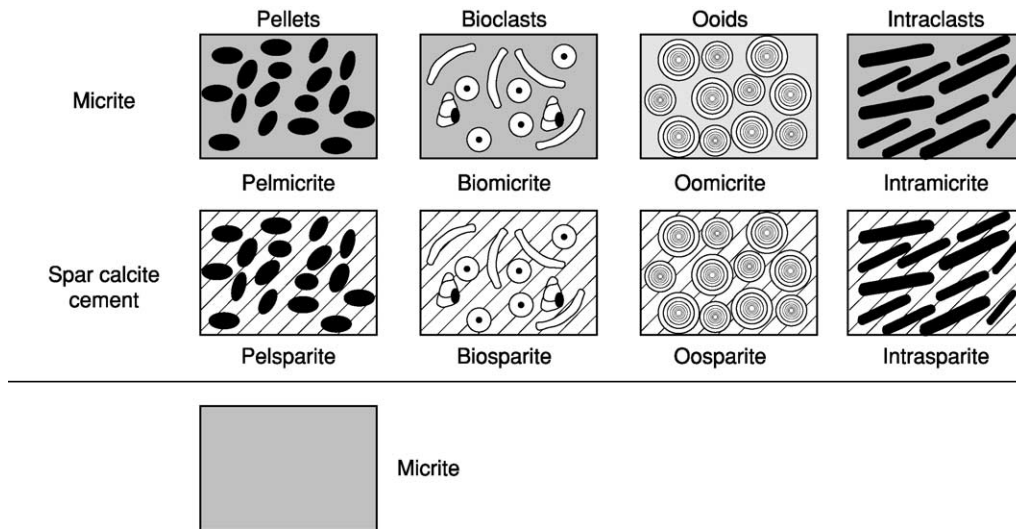 Pellets Bioclasts Ooids Intraclasts
Micrite
Pelmicrite Biomicrite Oomicrite Intramicrite
Spar calcite
cement
Pelsparite Biosparite Oosparite Intrasparite
Micrite